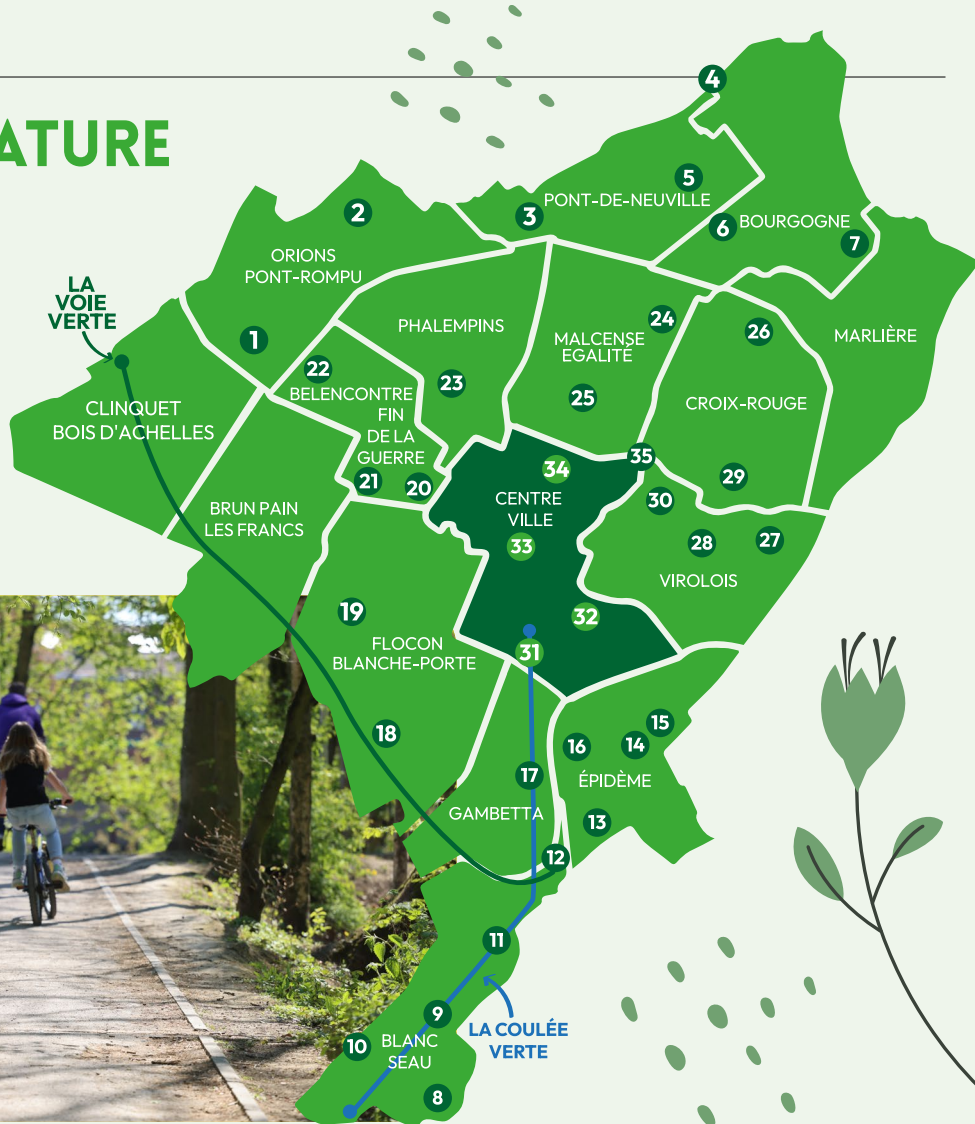 ATURE
4
5
2
3
PONT-DE-NEUVILLE
6
BOURGOGNE
7
ORIONS
PONT-ROMPU
LA
VOIE
VERTE
1
PHALEMPINS
24
26
MALCENSE
EGALITÉ
MARLIÈRE
22
23
BELENCONTRE
FIN
DE LA
GUERRE
25
CROIX-ROUGE
CLINQUET
BOIS D'ACHELLES
21
20
34
35
29
CENTRE
VILLE
30
BRUN PAIN
LES FRANCS
33
28
27
VIROLOIS
19
32
FLOCON
BLANCHE-PORTE
31
18
16
14
15
17
ÉPIDÈME
GAMBETTA
13
12
11
9
LA COULÉE
VERTE
10
BLANC
SEAU
8